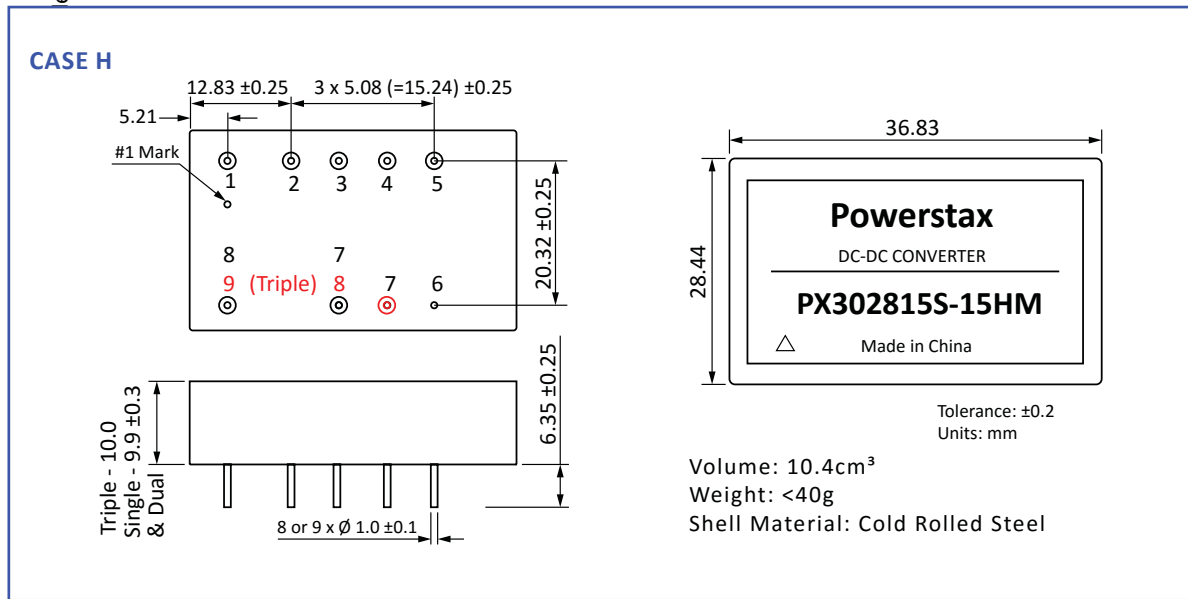 CASE H
12.83 ±0.25
3 x 5.08 (=15.24) ±0.25
5.21
#1 Mark
1 2 3 4 5
20.32 ±0.25
8 7
9 (Triple) 8 7 6
Triple - 10.0
Single - 9.9 ±0.3
& Dual
6.35 ±0.25
8 or 9 x Ø 1.0 ±0.1
36.83
28.44
Powerstax
DC-DC CONVERTER
PX302815S-15HM
Made in China
Tolerance: ±0.2
Units: mm
Volume: 10.4cm³
Weight: <40g
Shell Material: Cold Rolled Steel